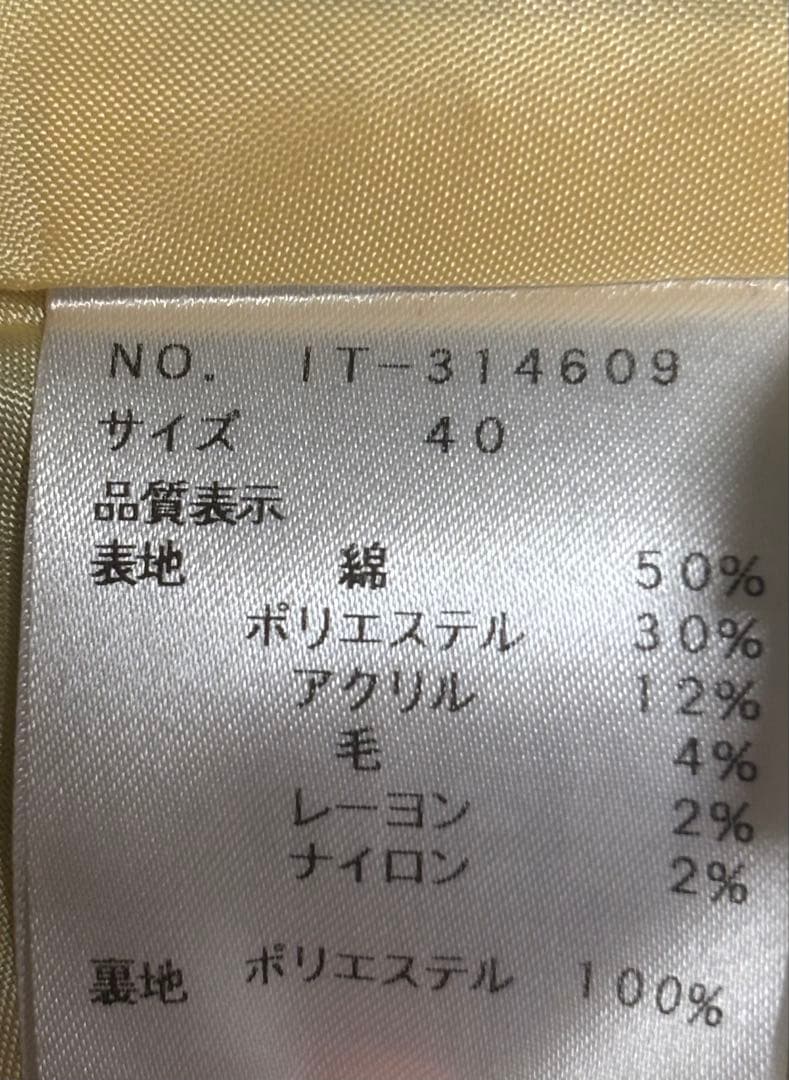 NO. IT-314609
サイズ 40
品質表示
表地 綿 50%
ポリエステル 30%
アクリル 12%
毛 4%
レーヨン 2%
ナイロン 2%
裏地 ポリエステル 100%